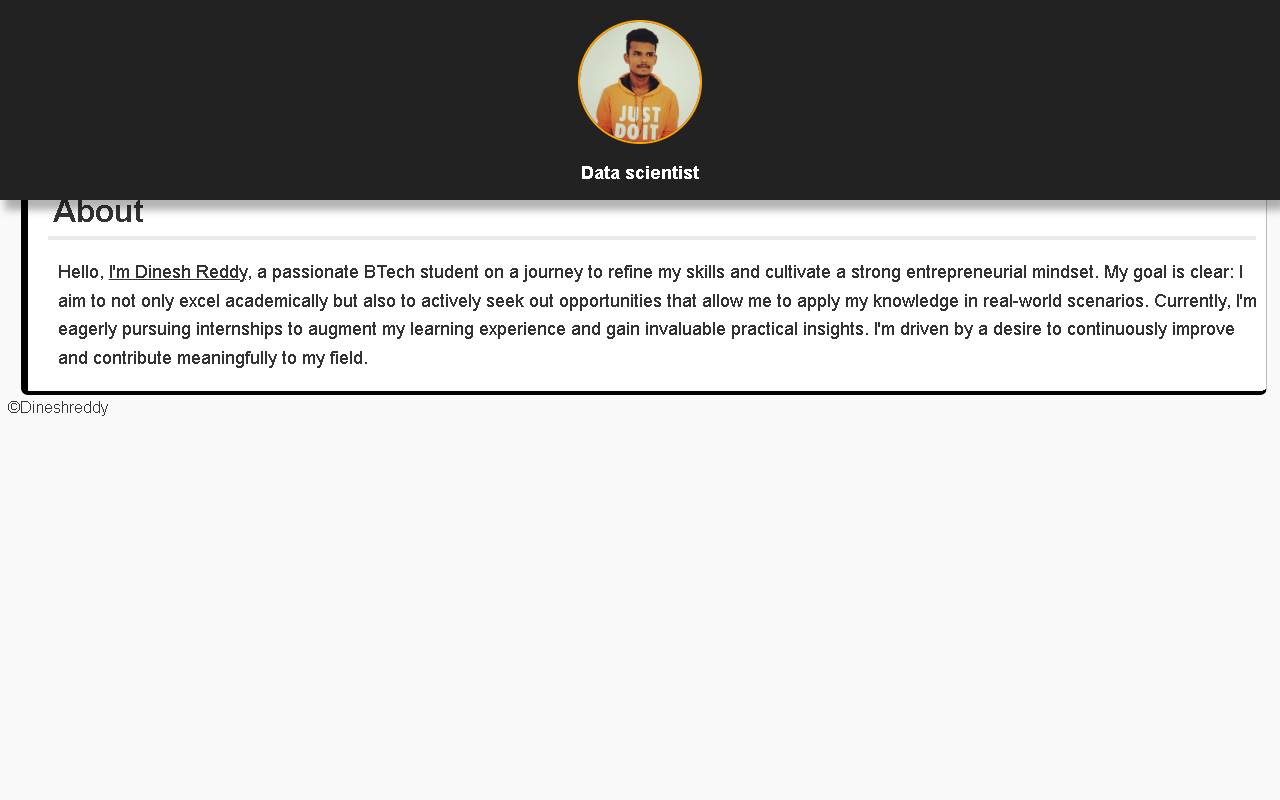 JUST
DO IT.
Data scientist
About
Hello, I'm Dinesh Reddy, a passionate BTech student on a journey to refine my skills and cultivate a strong entrepreneurial mindset. My goal is clear: I
aim to not only excel academically but also to actively seek out opportunities that allow me to apply my knowledge in real-world scenarios. Currently, I'm
eagerly pursuing internships to augment my learning experience and gain invaluable practical insights. I'm driven by a desire to continuously improve
and contribute meaningfully to my field.
©Dineshreddy